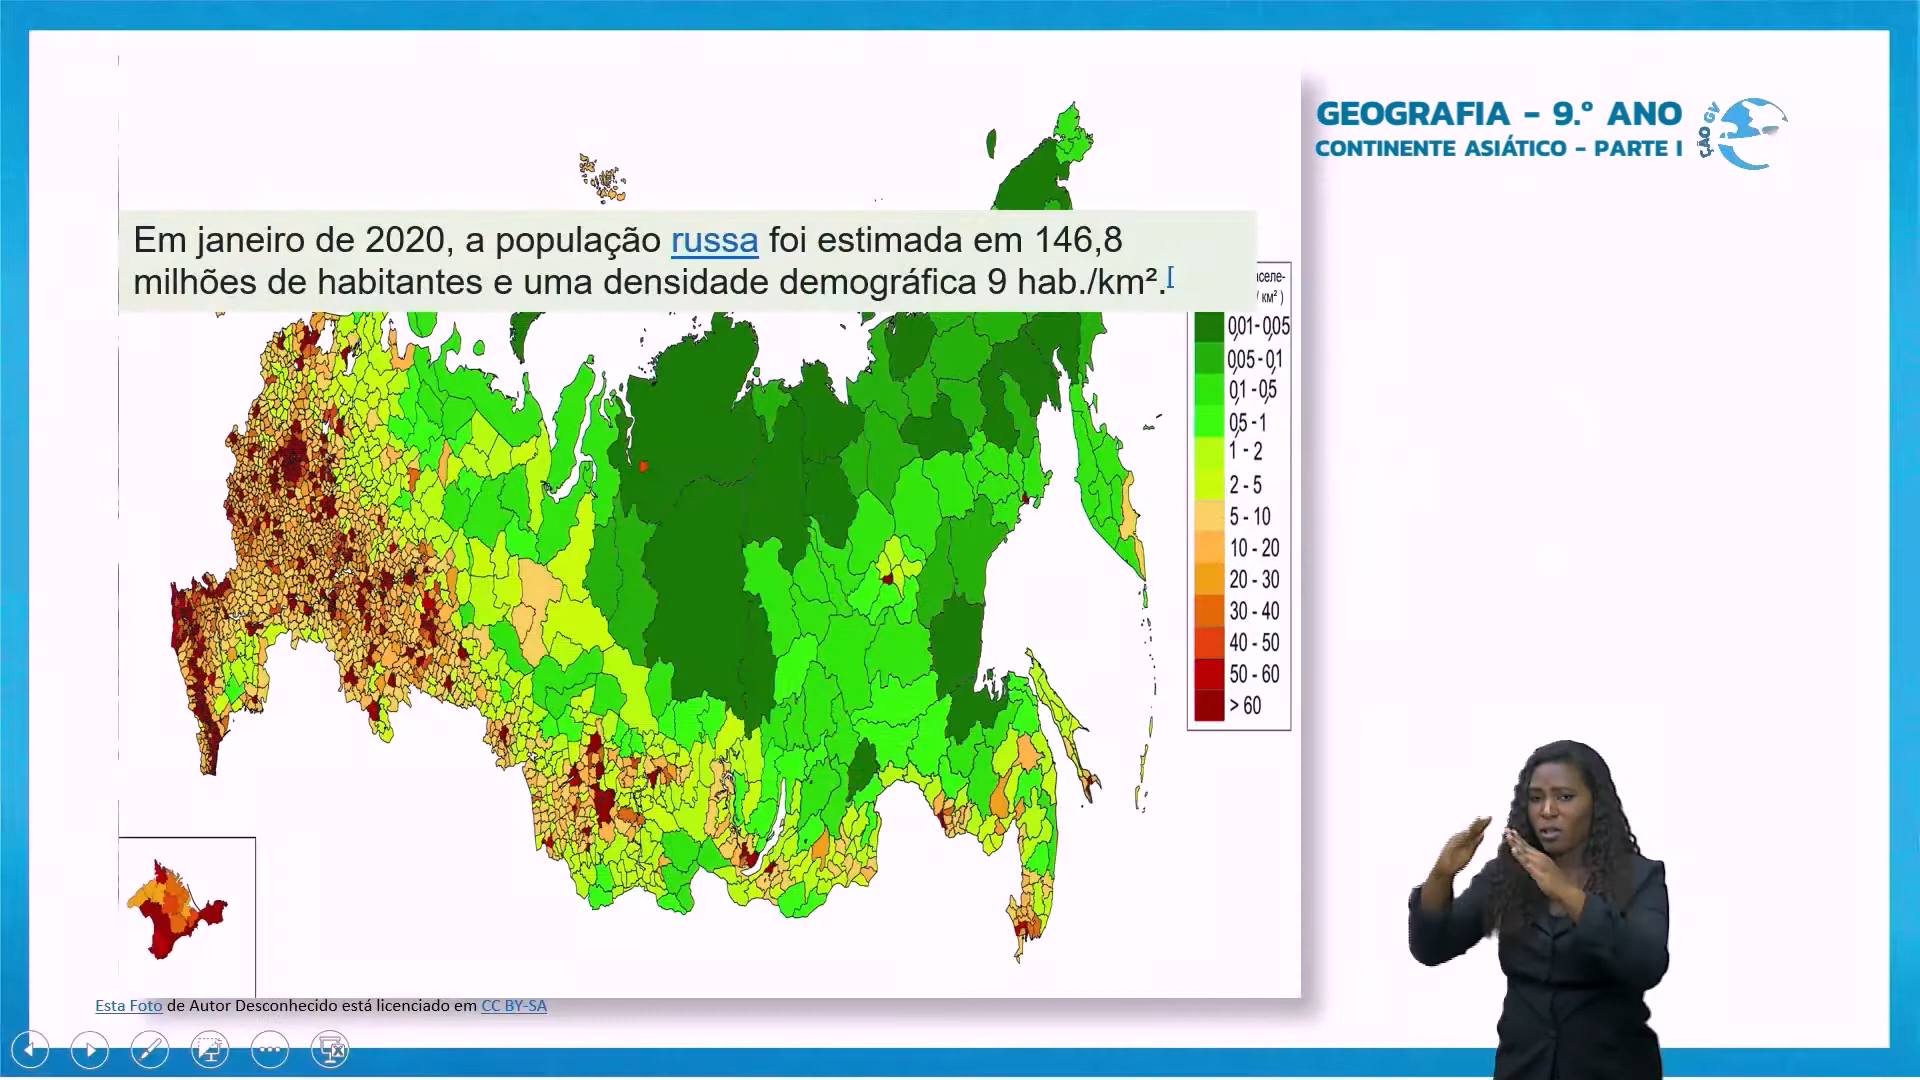 GEOGRAFIA - 9.º ANO
CONTINENTE ASIÁTICO - PARTE I
ÇÃO GV
Em janeiro de 2020, a população russa foi estimada em 146,8
milhões de habitantes e uma densidade demográfica 9 hab./km².[
км² )
0,01-0,05
0,05-0,1
0,1-0,5
0,5-1
1 - 2
2 - 5
5 - 10
10 - 20
20 - 30
30 - 40
40 - 50
50 - 60
> 60
Esta Foto de Autor Desconhecido está licenciado em CC BY-SA